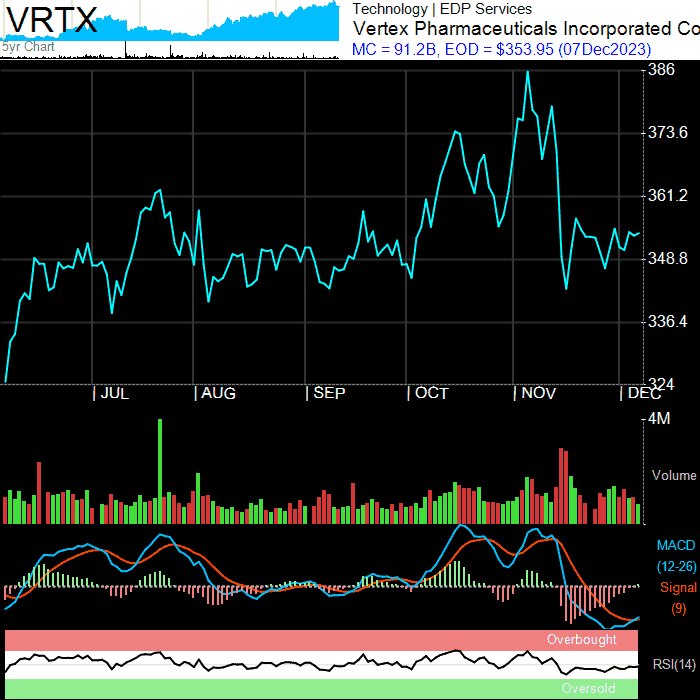 VRTX
5yr Chart
Technology | EDP Services
Vertex Pharmaceuticals Incorporated Co
MC = 91.2B, EOD = $353.95 (07Dec2023)
386
373.6
361.2
348.8
336.4
324
| JUL | AUG | SEP | OCT | NOV | DEC
4M
Volume
MACD
(12-26)
Signal
(9)
Overbought
RSI(14)
Oversold